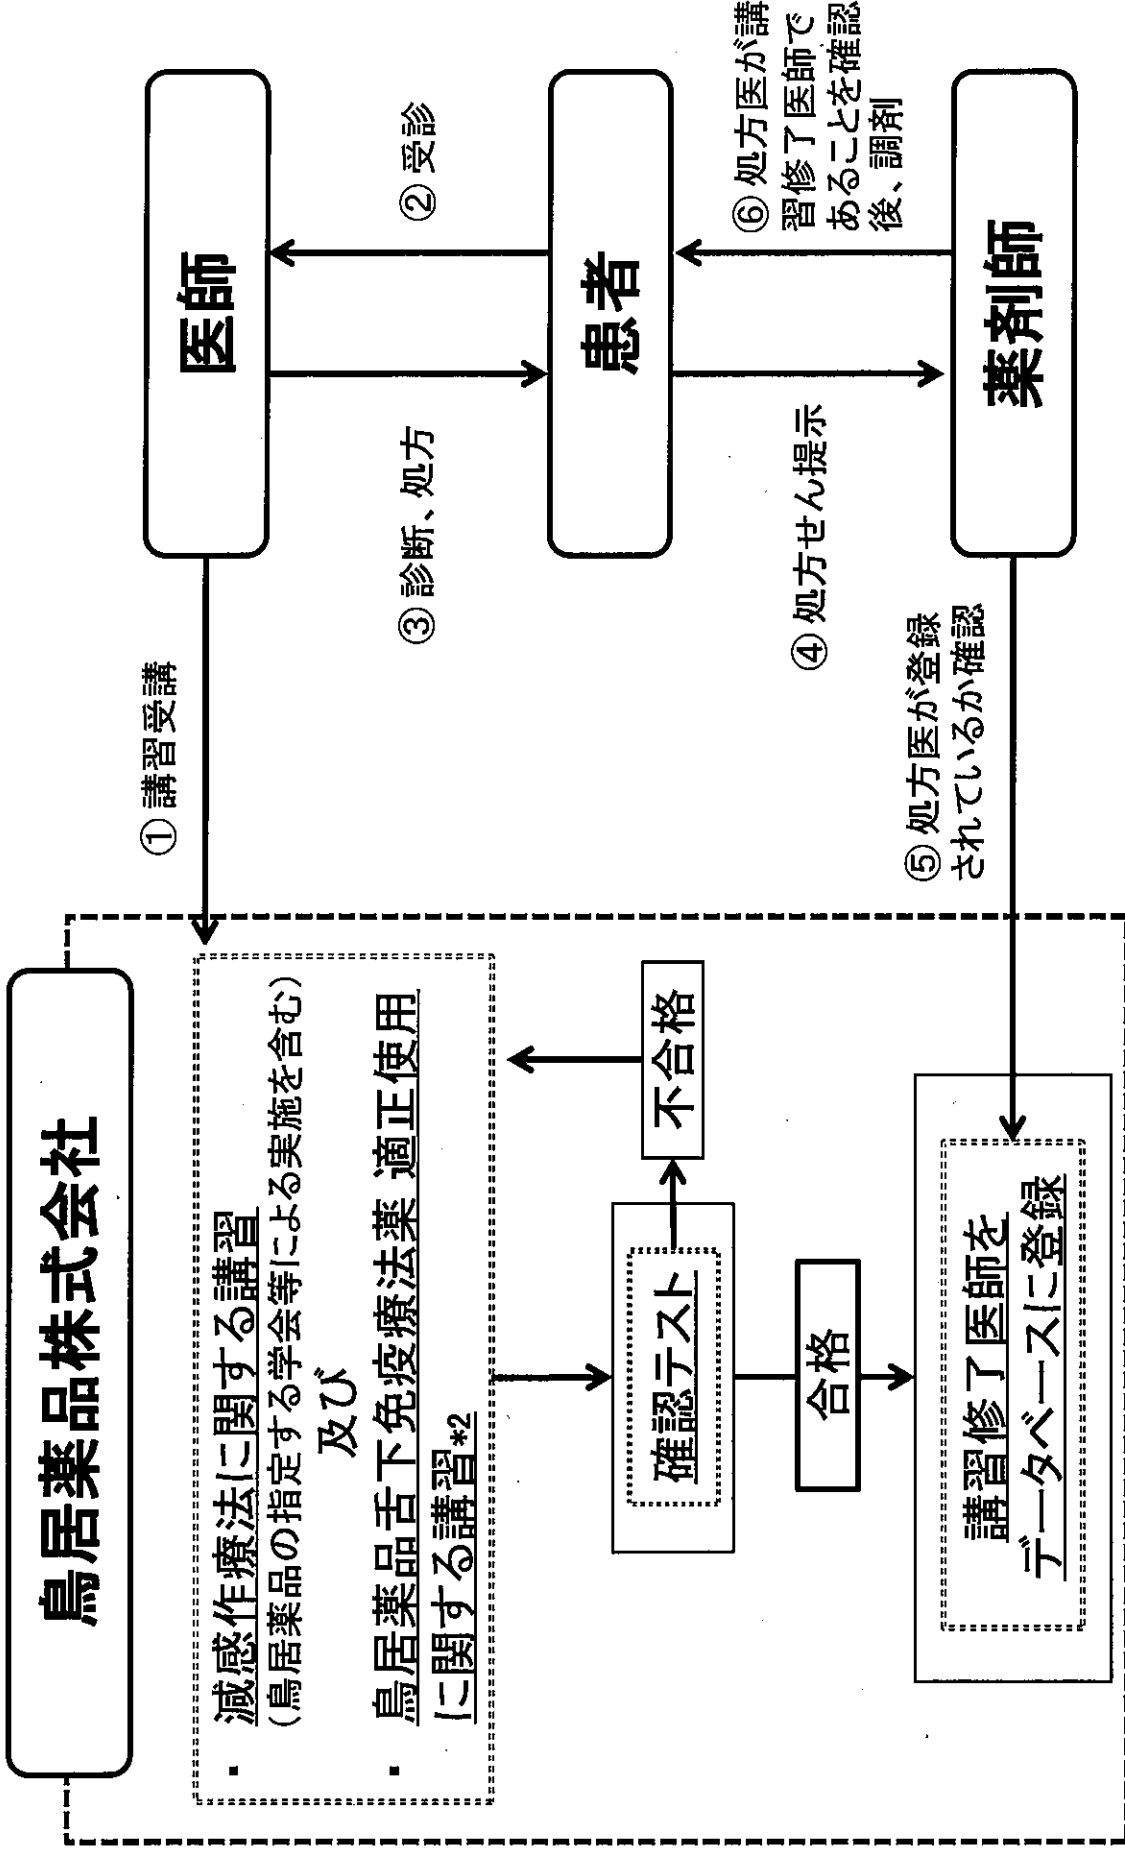 鳥居薬品株式会社
・ 減感作療法に関する講習
（鳥居薬品の指定する学会等による実施を含む）
及び
・ 鳥居薬品舌下免疫療法薬 適正使用
に関する講習*2
確認テスト
不合格
合格
講習修了医師を
データベースに登録
① 講習受講
医師
② 受診
③ 診断、処方
患者
④ 処方せん提示
⑤ 処方医が登録
されているか確認
⑥ 処方医が講
習修了医師で
あることを確認
後、調剤
薬剤師